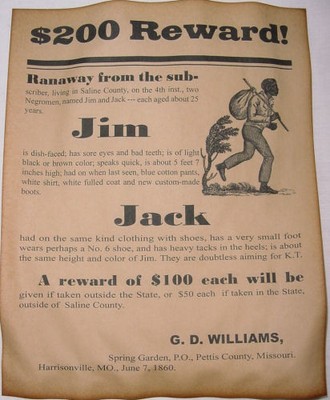 $200 Reward!
Ranaway from the sub-
scriber, living in Saline County, on the 4th inst., two
Negromen, named Jim and Jack --- each aged about 25
years.
Jim
is dish-faced; has sore eyes and bad teeth; is of light
black or brown color; speaks quick, is about 5 feet 7
inches high; had on when last seen, blue cotton pants,
white shirt, white fulled coat and new custom-made
boots.
Jack
had on the same kind clothing with shoes, has a very small foot
wears perhaps a No. 6 shoe, and has heavy tacks in the heels; is about
the same height and color of Jim. They are doubtless aiming for K.T.
A reward of $100 each will be
given if taken outside the State, or $50 each if taken in the State,
outside of Saline County.
G. D. WILLIAMS,
Spring Garden, P.O., Pettis County, Missouri.
Harrisonville, MO., June 7, 1860.